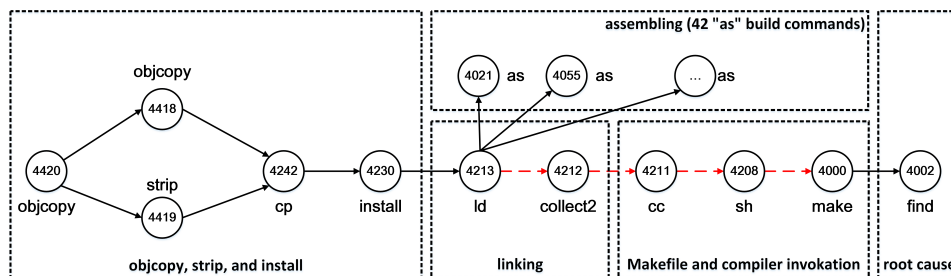 assembling (42 "as" build commands)
objcopy
4418
4021 as
4055 as
... as
4420
objcopy
strip
4419
4242
cp
4230
install
4213
ld
4212
collect2
4211
cc
4208
sh
4000
make
4002
find
objcopy, strip, and install
linking
Makefile and compiler invokation
root cause